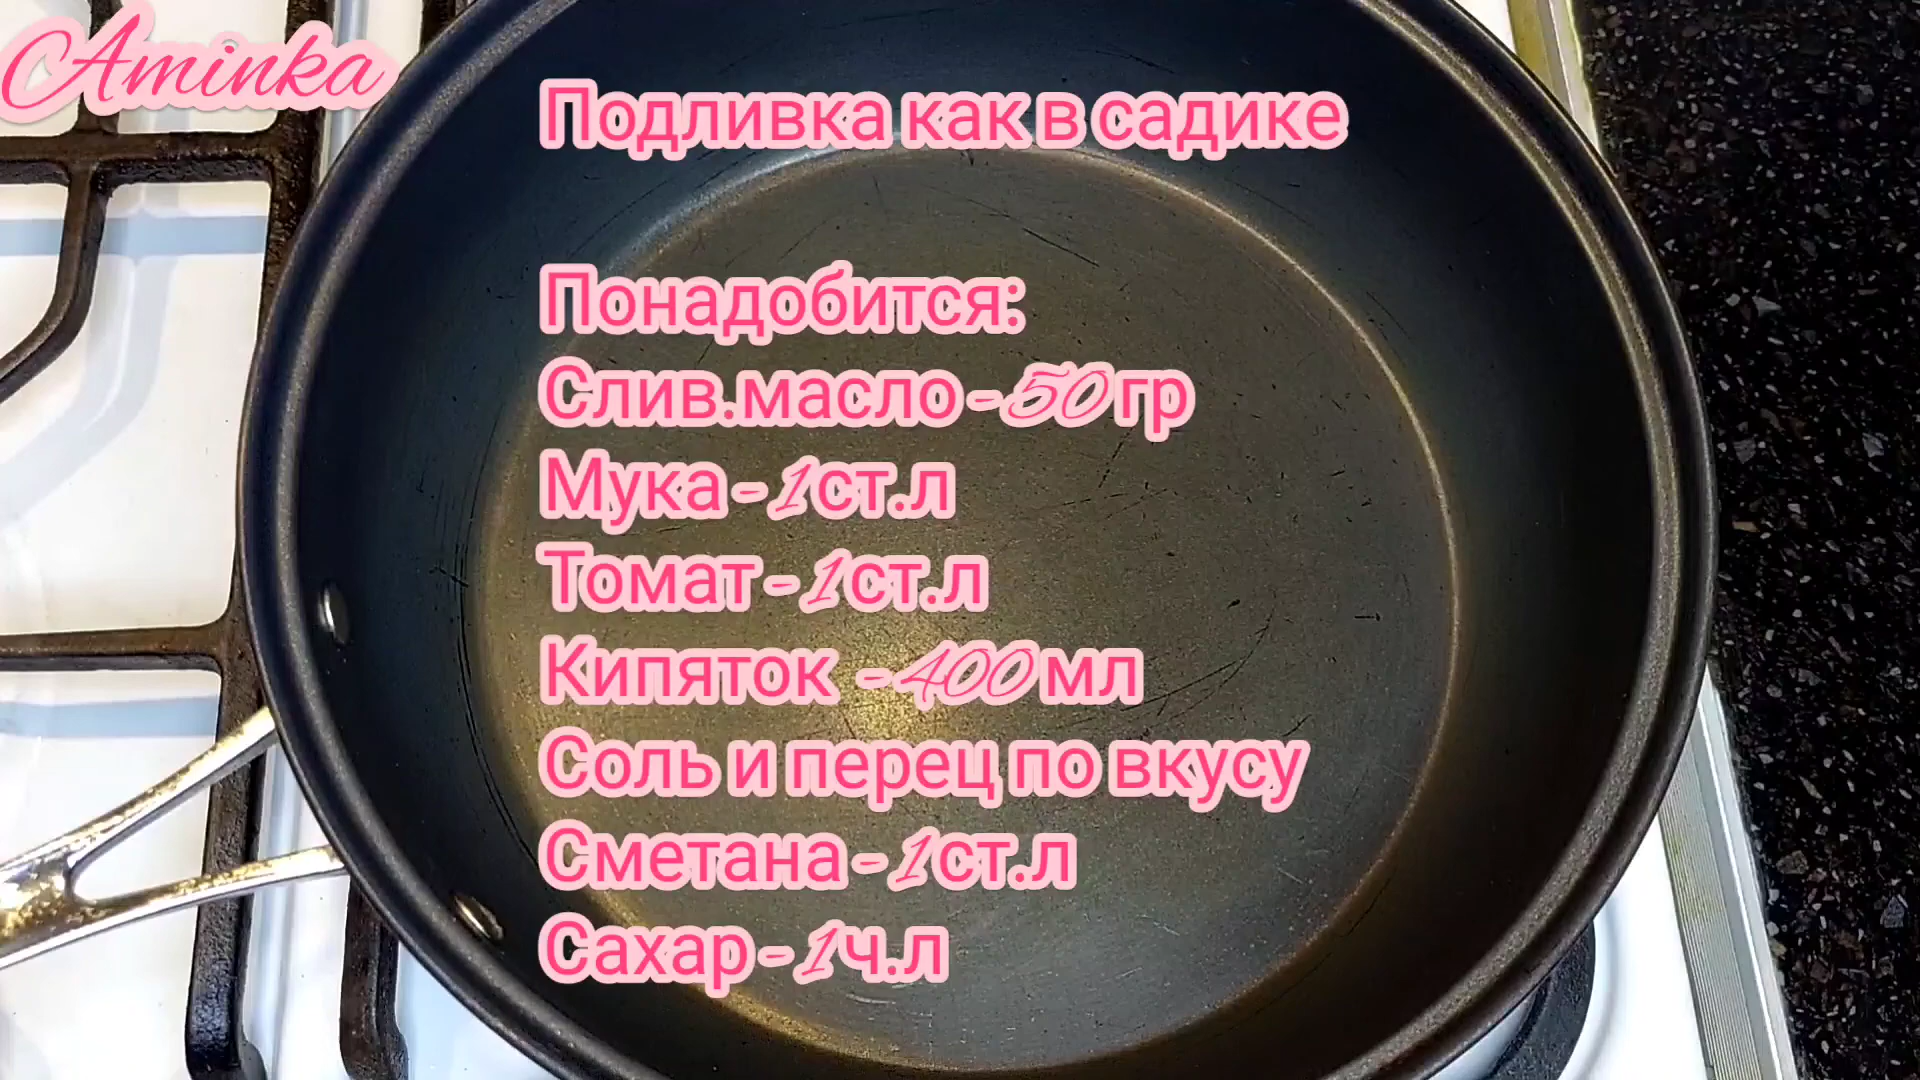 Aminka
Подливка как в садике
Понадобится:
Слив.масло - 50 гр
Мука - 1 ст.л
Томат - 1 ст.л
Кипяток - 400 мл
Соль и перец по вкусу
Сметана - 1 ст.л
Сахар - 1 ч.л